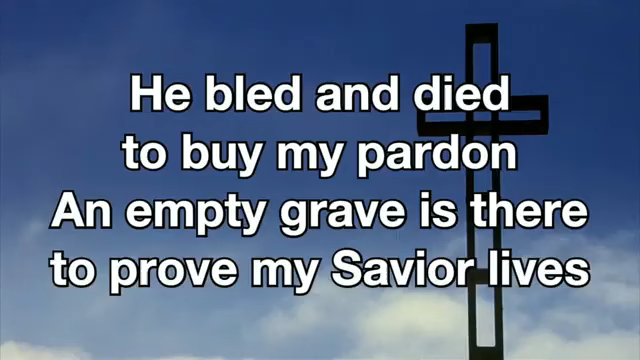 He bled and died
to buy my pardon
An empty grave is there
to prove my Savior lives